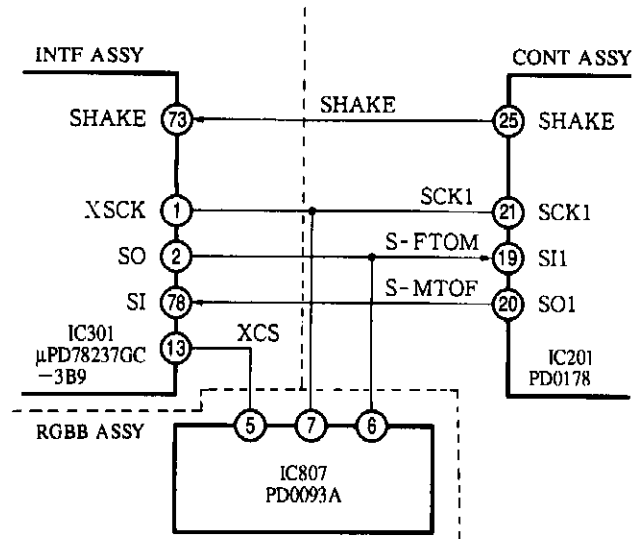 INTF ASSY
CONT ASSY
SHAKE 73 SHAKE 25 SHAKE
XSCK 1 SCK1 21 SCK1
SO 2 S-FTOM 19 SI1
SI 78 S-MTOF 20 SO1
IC301
µPD78237GC
-3B9
13 XCS
IC201
PD0178
RGBB ASSY
5 7 6
IC807
PD0093A